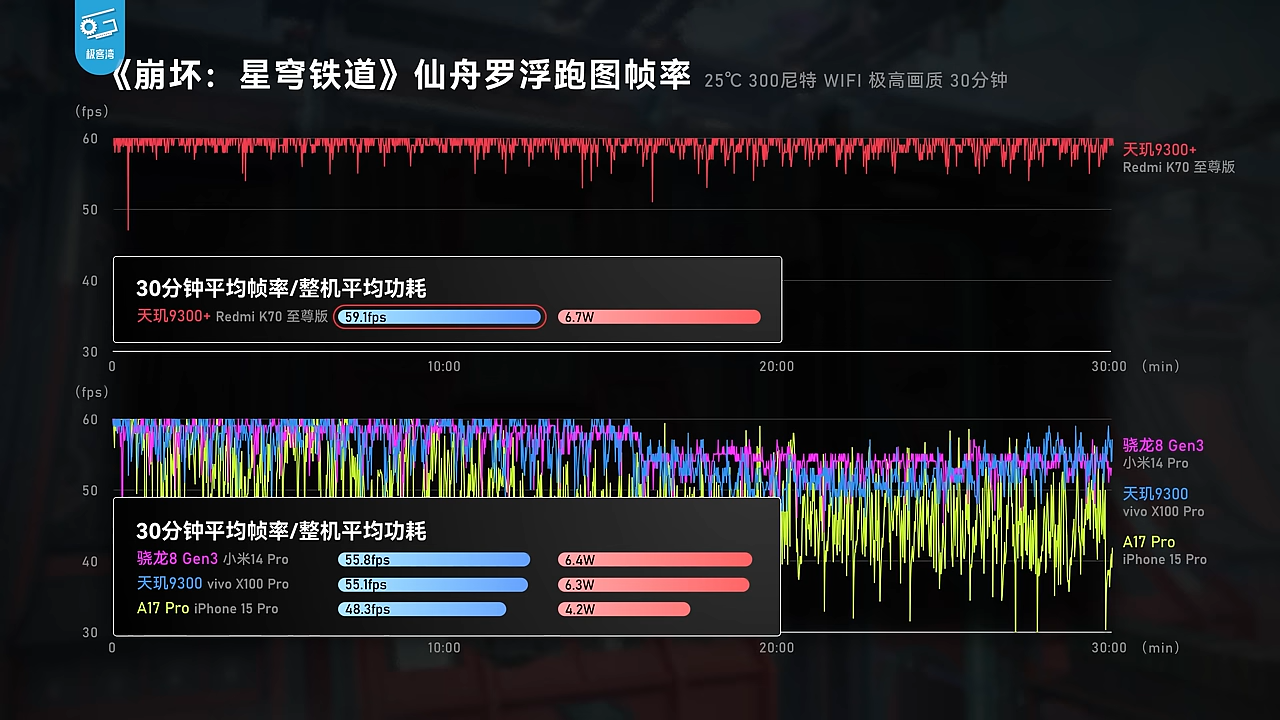 极客湾
《崩坏：星穹铁道》仙舟罗浮跑图帧率 25℃ 300尼特 WIFI 极高画质 30分钟
(fps)
60
50
40
30
天玑9300+
Redmi K70 至尊版
30分钟平均帧率/整机平均功耗
天玑9300+ Redmi K70 至尊版 59.1fps 6.7W
0 10:00 20:00 30:00 (min)
(fps)
60
50
40
30
骁龙8 Gen3
小米14 Pro
天玑9300
vivo X100 Pro
A17 Pro
iPhone 15 Pro
30分钟平均帧率/整机平均功耗
骁龙8 Gen3 小米14 Pro 55.8fps 6.4W
天玑9300 vivo X100 Pro 55.1fps 6.3W
A17 Pro iPhone 15 Pro 48.3fps 4.2W
0 10:00 20:00 30:00 (min)